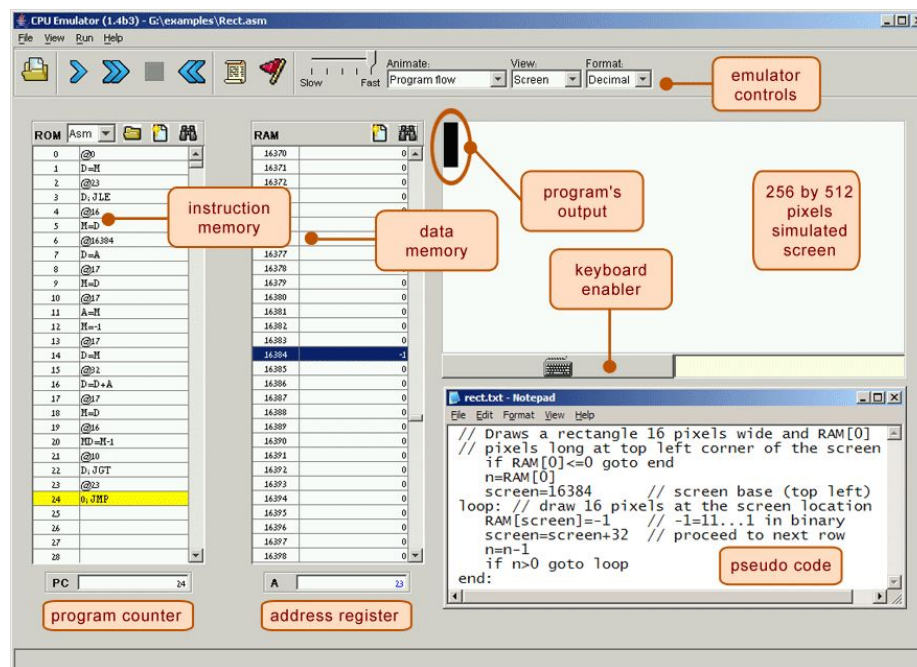 CPU Emulator (1.4b3) - G:\examples\Rect.asm
File View Run Help
Slow Fast
Animate:
Program flow
View:
Screen
Format:
Decimal
emulator
controls
ROM Asm
0 @0
1 D=M
2 @23
3 D;JLE
4 @16
5 M=D
6 @16384
7 D=A
8 @17
9 M=D
10 @17
11 A=M
12 M=-1
13 @17
14 D=M
15 @32
16 D=D+A
17 @17
18 M=D
19 @16
20 MD=M-1
21 @10
22 D;JGT
23 @23
24 0;JMP
25
26
27
28
instruction
memory
PC 24
program counter
RAM
16370 0
16371 0
16372
16377 0
16378 0
16379 0
16380 0
16381 0
16382 0
16383 0
16384 -1
16385 0
16386 0
16387 0
16388 0
16389 0
16390 0
16391 0
16392 0
16393 0
16394 0
16395 0
16396 0
16397 0
16398 0
data
memory
A 23
address register
program's
output
256 by 512
pixels
simulated
screen
keyboard
enabler
rect.txt - Notepad
File Edit Format View Help
// Draws a rectangle 16 pixels wide and RAM[0]
// pixels long at top left corner of the screen
if RAM[0]<=0 goto end
n=RAM[0]
screen=16384 // screen base (top left)
loop: // draw 16 pixels at the screen location
RAM[screen]=-1 // -1=11...1 in binary
screen=screen+32 // proceed to next row
n=n-1
if n>0 goto loop
end:
pseudo code